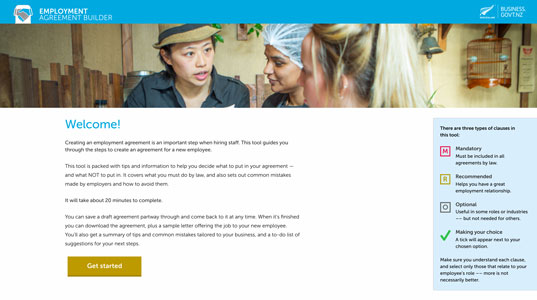 EMPLOYMENT
AGREEMENT BUILDER
BUSINESS.
GOVT.NZ
Welcome!
Creating an employment agreement is an important step when hiring staff. This tool guides you
through the steps to create an agreement for a new employee.
This tool is packed with tips and information to help you decide what to put in your agreement —
and what NOT to put in. It covers what you must do by law, and also sets out common mistakes
made by employers and how to avoid them.
It will take about 20 minutes to complete.
You can save a draft agreement partway through and come back to it at any time. When it's finished
you can download the agreement, plus a sample letter offering the job to your new employee.
You'll also get a summary of tips and common mistakes tailored to your business, and a to-do list of
suggestions for your next steps.
Get started
There are three types of clauses in
this tool:
M Mandatory
Must be included in all
agreements by law.
R Recommended
Helps you have a great
employment relationship.
O Optional
Useful in some roles or industries
–– but not needed for others.
Making your choice
A tick will appear next to your
chosen option.
Make sure you understand each clause,
and select only those that relate to your
employee's role –– more is not
necessarily better.